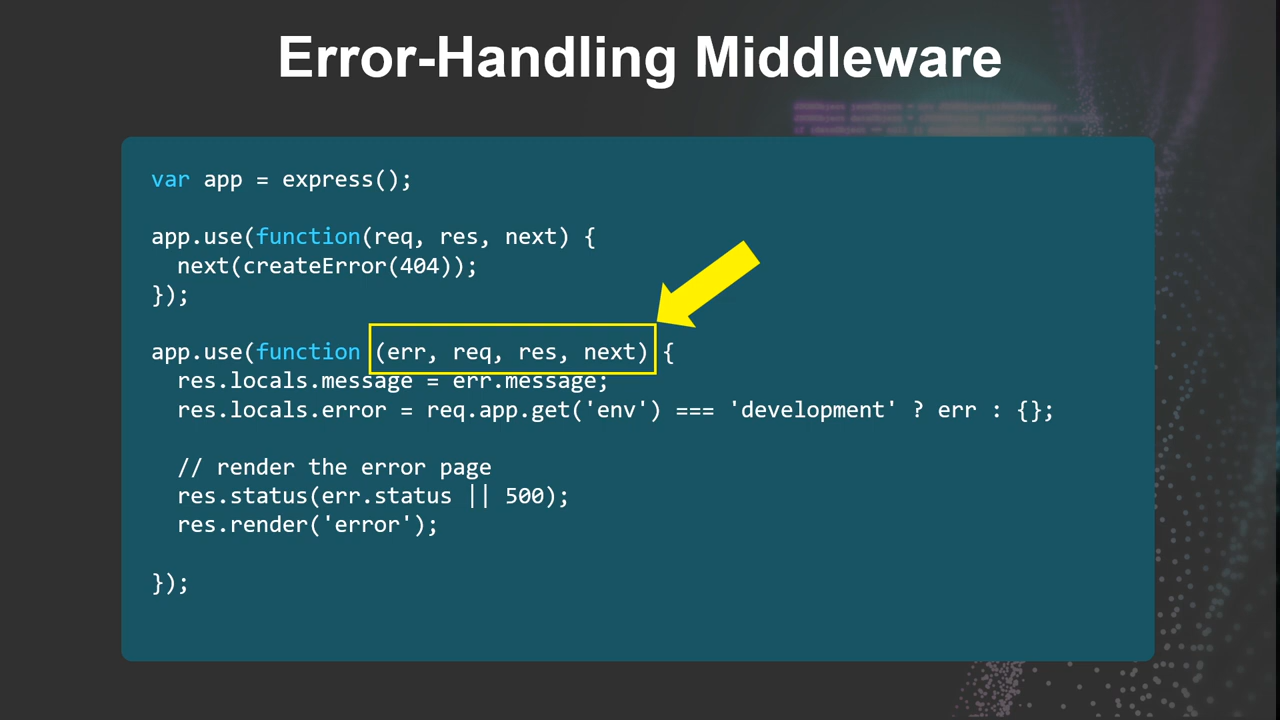 Error-Handling Middleware
var app = express();
app.use(function(req, res, next) {
  next(createError(404));
});
app.use(function (err, req, res, next) {
  res.locals.message = err.message;
  res.locals.error = req.app.get('env') === 'development' ? err : {};
  // render the error page
  res.status(err.status || 500);
  res.render('error');
});